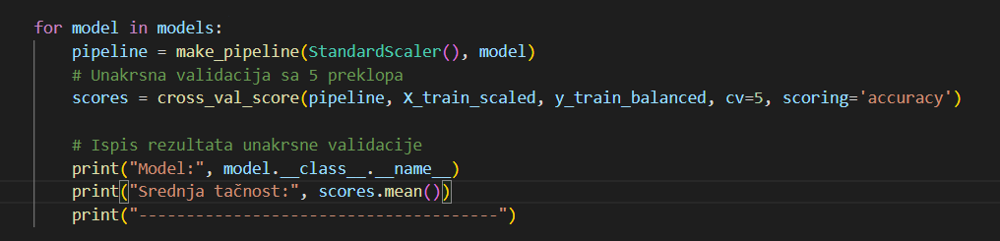 for model in models:
pipeline = make_pipeline(StandardScaler(), model)
# Unakrsna validacija sa 5 preklopa
scores = cross_val_score(pipeline, X_train_scaled, y_train_balanced, cv=5, scoring='accuracy')
# Ispis rezultata unakrsne validacije
print("Model:", model.__class__.__name__)
print("Srednja tačnost:", scores.mean())
print("--------------------------------------")